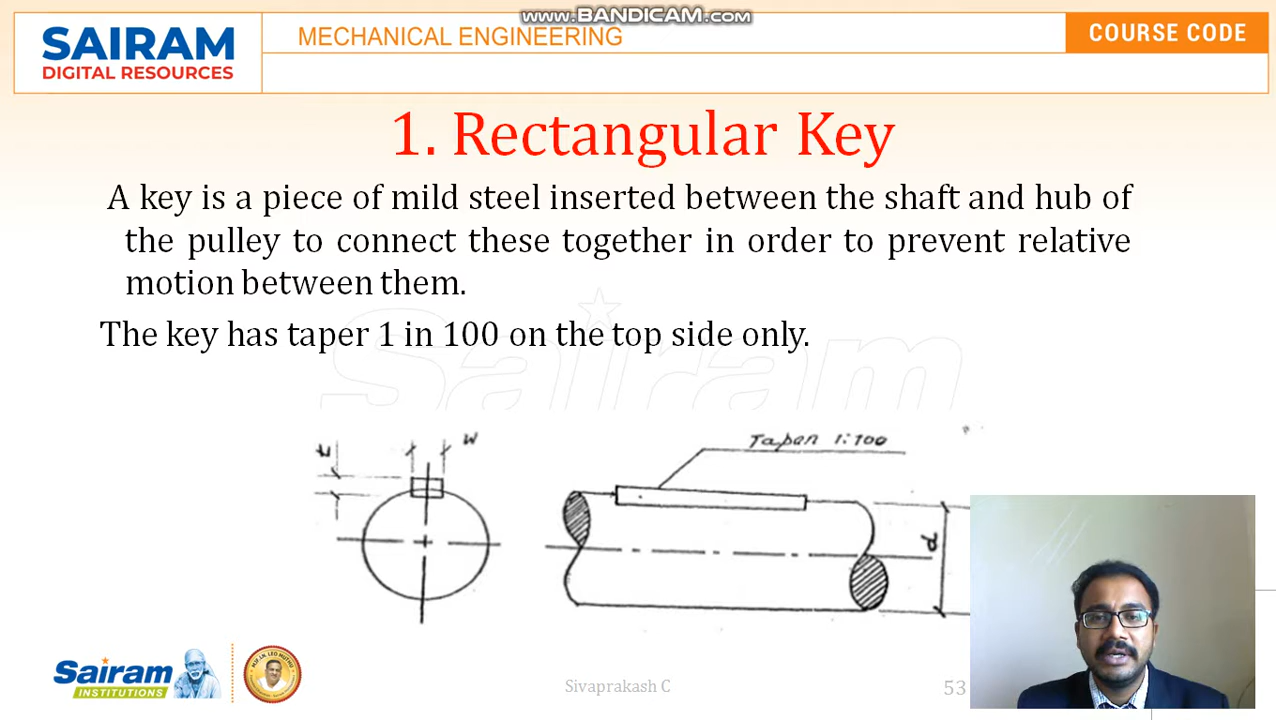 www.BANDICAM.com
SAIRAM
DIGITAL RESOURCES
MECHANICAL ENGINEERING
COURSE CODE
1. Rectangular Key
A key is a piece of mild steel inserted between the shaft and hub of
the pulley to connect these together in order to prevent relative
motion between them.
The key has taper 1 in 100 on the top side only.
Sairam
t
w
Taper 1:100
d
Sairam
INSTITUTIONS
Sivaprakash C
53